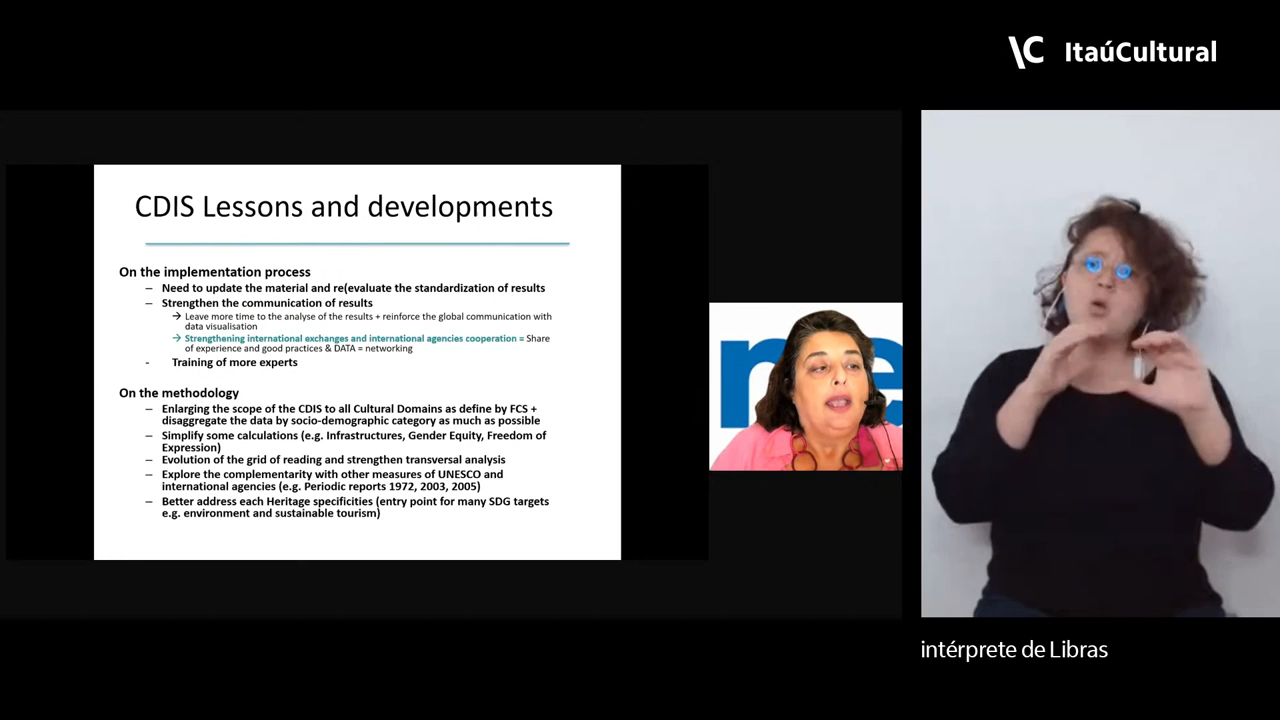 \C ItaúCultural
CDIS Lessons and developments
On the implementation process
– Need to update the material and re(evaluate the standardization of results
– Strengthen the communication of results
→ Leave more time to the analyse of the results + reinforce the global communication with
data visualisation
→ Strengthening international exchanges and international agencies cooperation = Share
of experience and good practices & DATA = networking
- Training of more experts
On the methodology
– Enlarging the scope of the CDIS to all Cultural Domains as define by FCS +
disaggregate the data by socio-demographic category as much as possible
– Simplify some calculations (e.g. Infrastructures, Gender Equity, Freedom of
Expression)
– Evolution of the grid of reading and strengthen transversal analysis
– Explore the complementarity with other measures of UNESCO and
international agencies (e.g. Periodic reports 1972, 2003, 2005)
– Better address each Heritage specificities (entry point for many SDG targets
e.g. environment and sustainable tourism)
intérprete de Libras